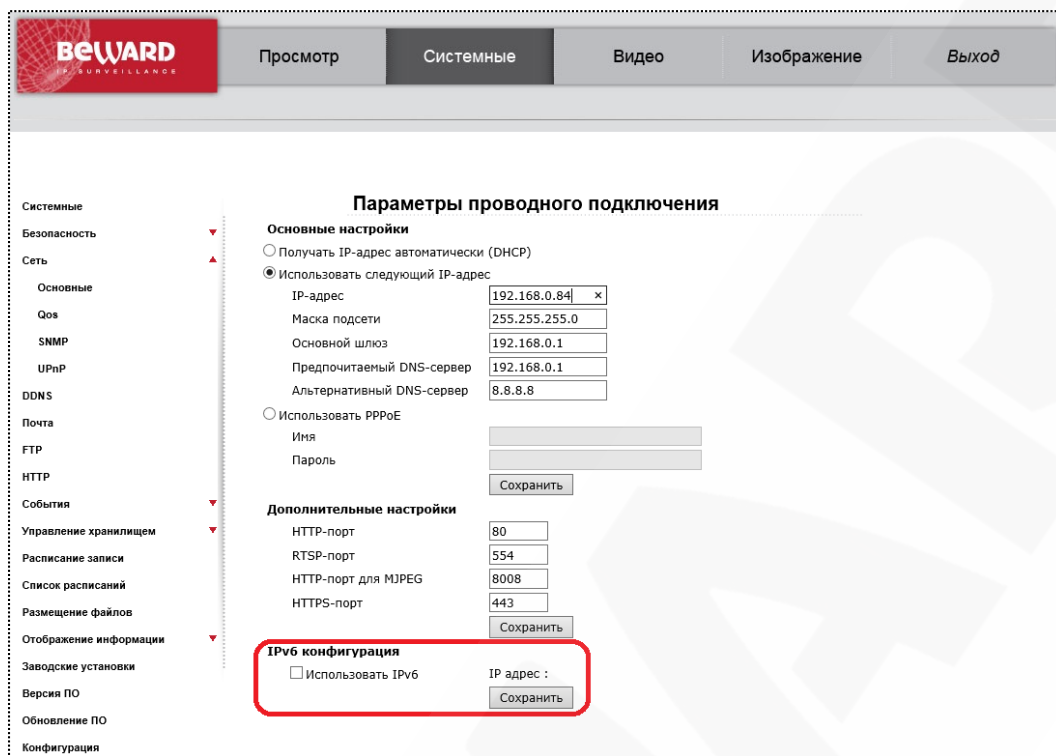 BEWARD
IP SURVEILLANCE
Просмотр
Системные
Видео
Изображение
Выход
Системные
Безопасность
Сеть
Основные
Qos
SNMP
UPnP
DDNS
Почта
FTP
HTTP
События
Управление хранилищем
Расписание записи
Список расписаний
Размещение файлов
Отображение информации
Заводские установки
Версия ПО
Обновление ПО
Конфигурация
Параметры проводного подключения
Основные настройки
Получать IP-адрес автоматически (DHCP)
Использовать следующий IP-адрес
IP-адрес 192.168.0.84 ×
Маска подсети 255.255.255.0
Основной шлюз 192.168.0.1
Предпочитаемый DNS-сервер 192.168.0.1
Альтернативный DNS-сервер 8.8.8.8
Использовать PPPoE
Имя
Пароль
Сохранить
Дополнительные настройки
HTTP-порт 80
RTSP-порт 554
HTTP-порт для MJPEG 8008
HTTPS-порт 443
Сохранить
IPv6 конфигурация
Использовать IPv6 IP адрес :
Сохранить